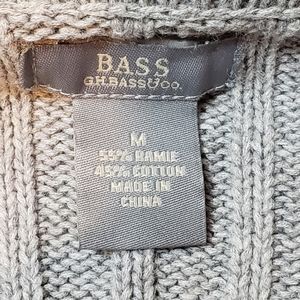 BASS
G.H.BASS&CO.
M
55% RAMIE
45% COTTON
MADE IN
CHINA